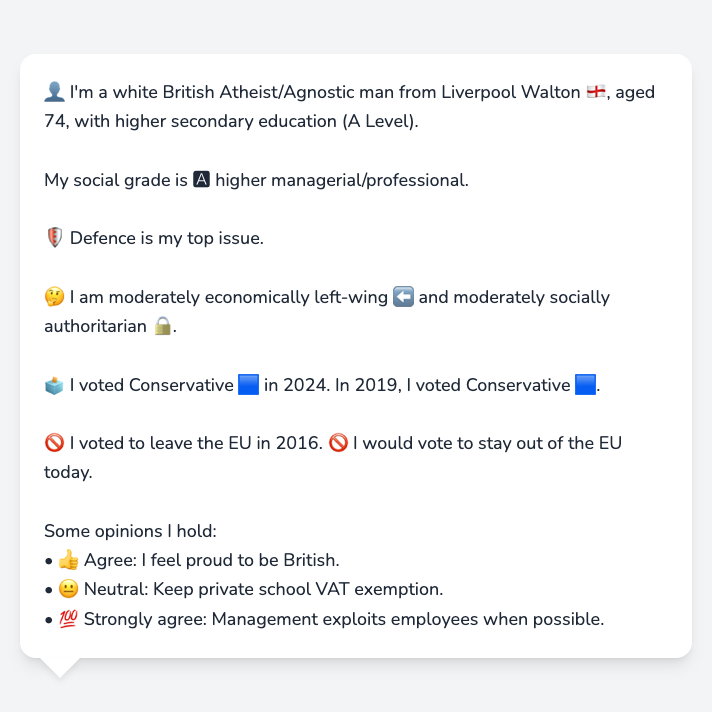 👤 I'm a white British Atheist/Agnostic man from Liverpool Walton 🏴󠁧󠁢󠁥󠁮󠁧󠁿, aged
74, with higher secondary education (A Level).
My social grade is 🅰 higher managerial/professional.
🛡️ Defence is my top issue.
🤔 I am moderately economically left-wing ⬅️ and moderately socially
authoritarian 🔒.
🗳️ I voted Conservative 🟦 in 2024. In 2019, I voted Conservative 🟦.
🚫 I voted to leave the EU in 2016. 🚫 I would vote to stay out of the EU
today.
Some opinions I hold:
• 👍 Agree: I feel proud to be British.
• 😐 Neutral: Keep private school VAT exemption.
• 💯 Strongly agree: Management exploits employees when possible.